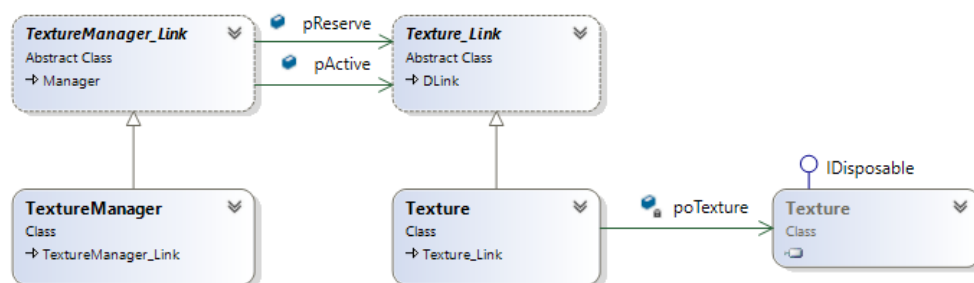 TextureManager_Link
Abstract Class
Manager
pReserve
pActive
Texture_Link
Abstract Class
DLink
TextureManager
Class
TextureManager_Link
Texture
Class
Texture_Link
poTexture
IDisposable
Texture
Class